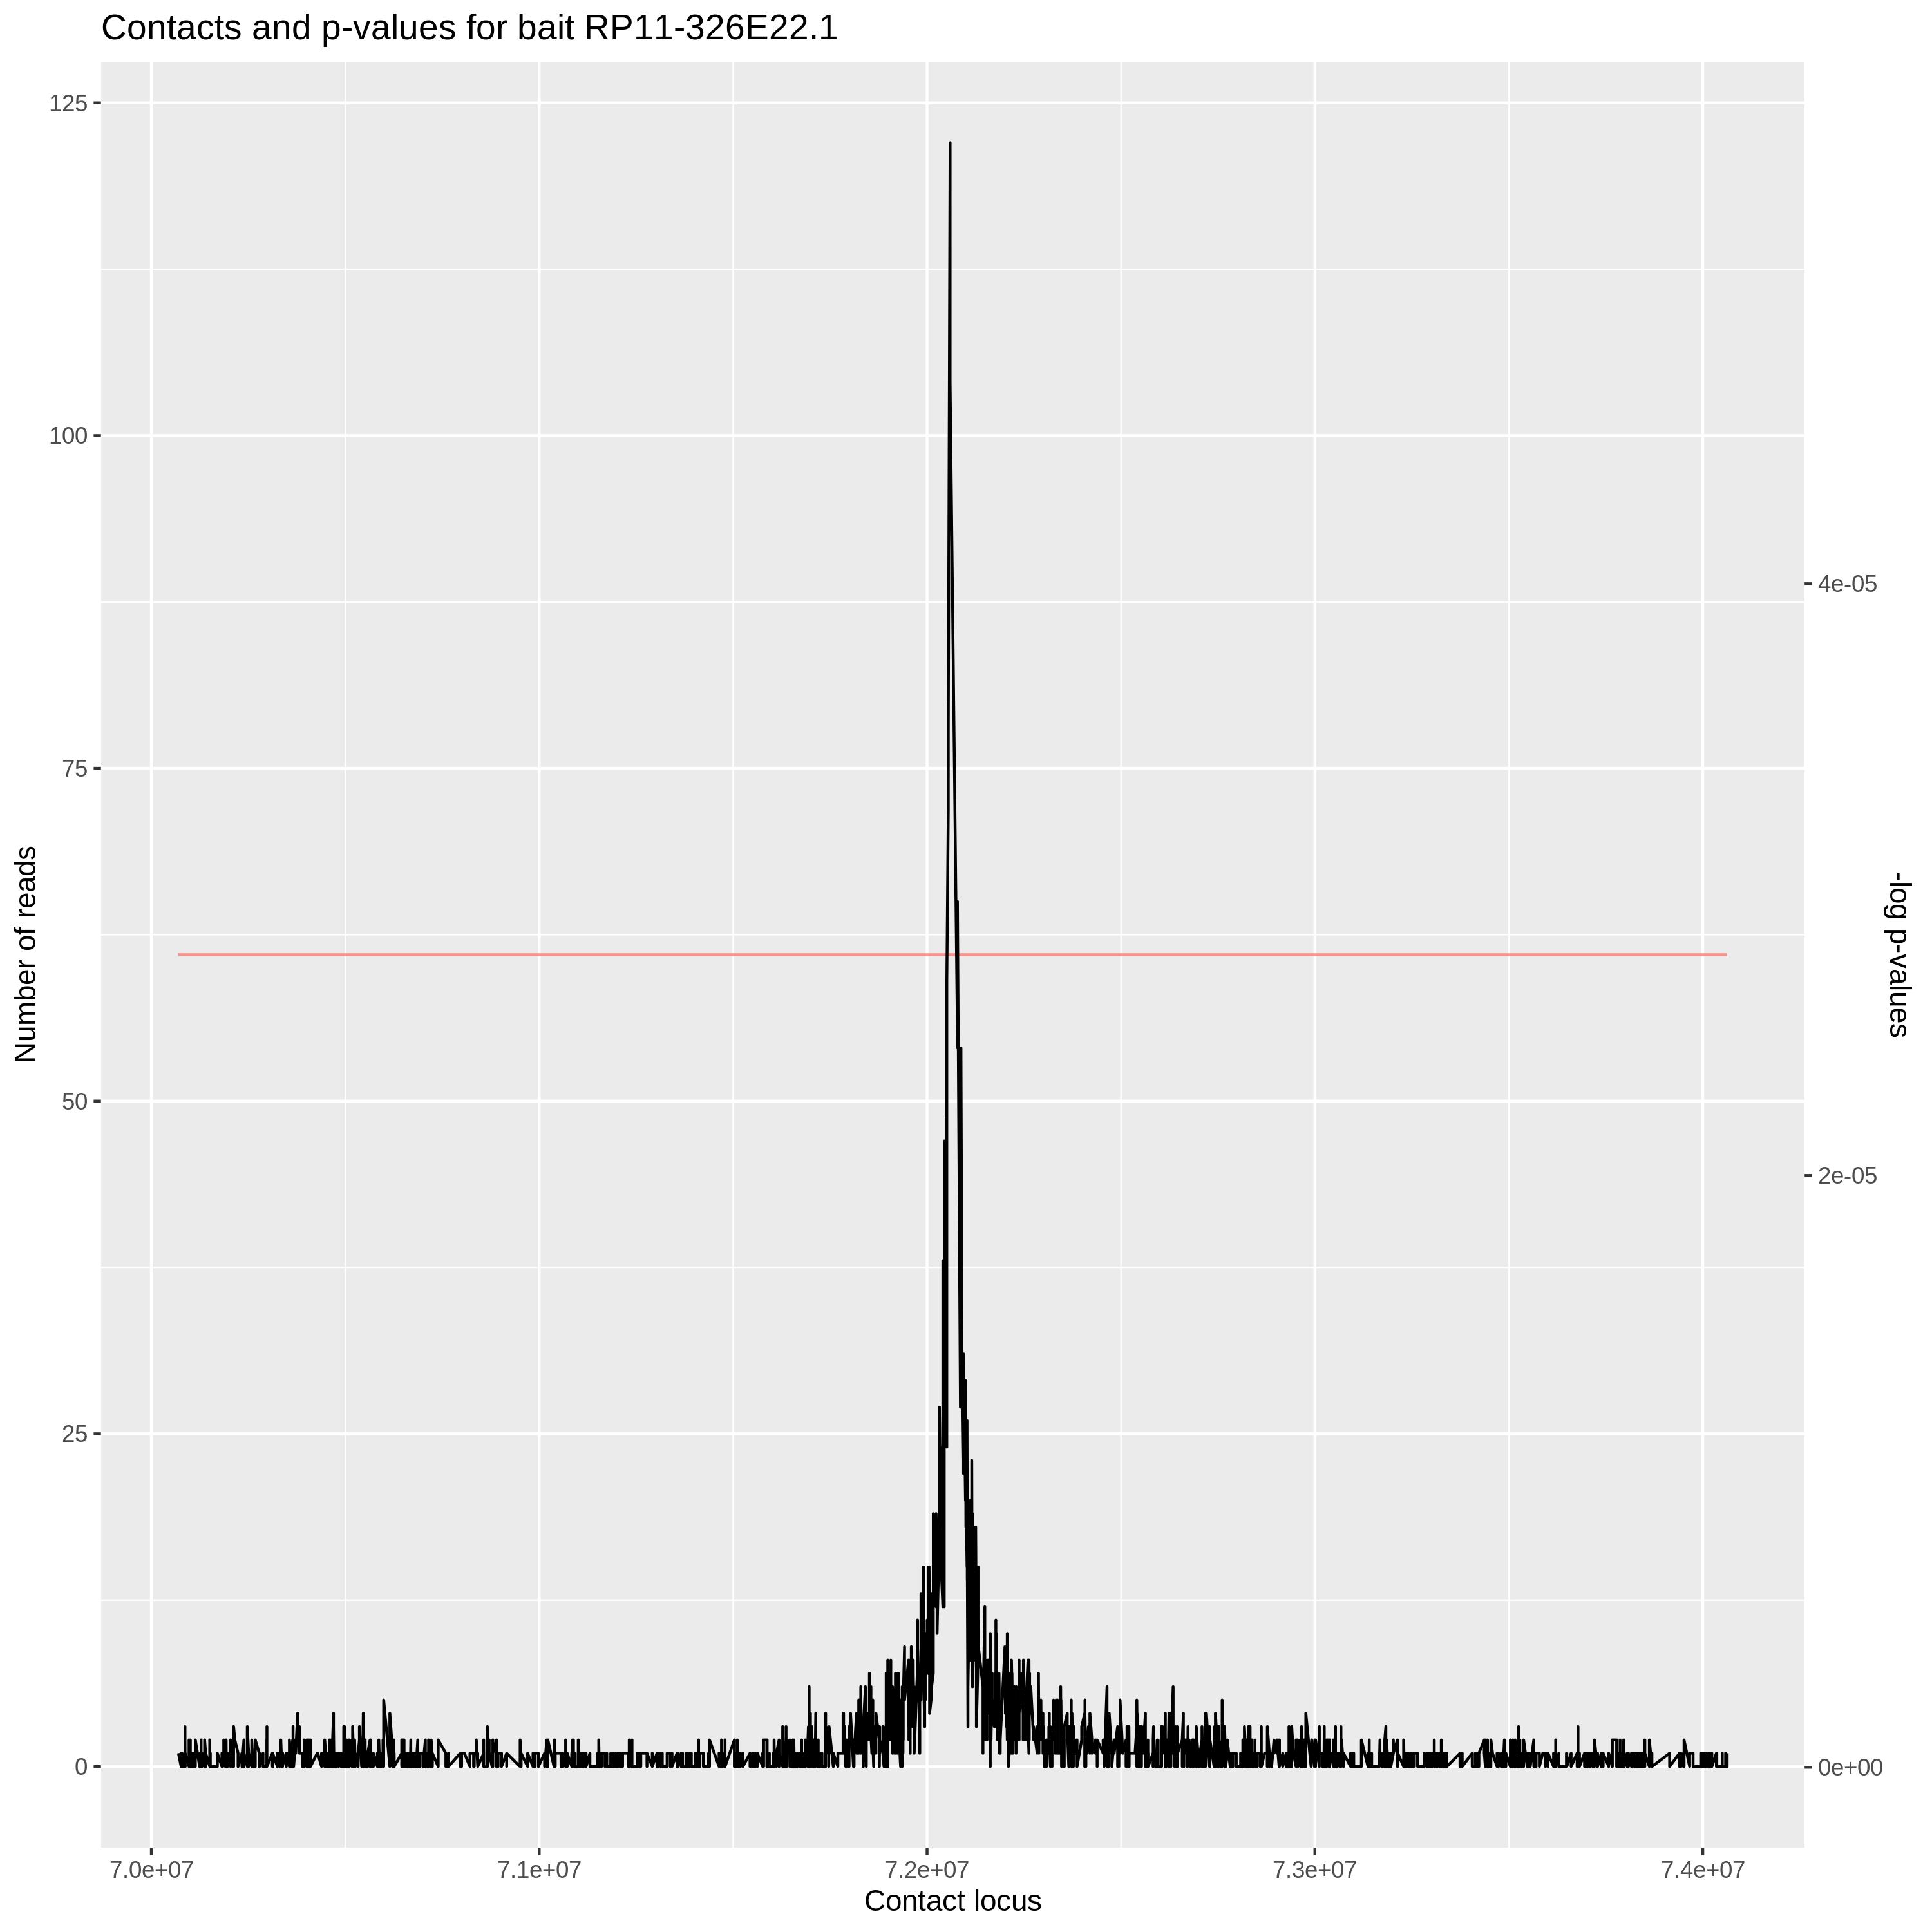 Contacts and p-values for bait RP11-326E22.1
125
100
75
50
25
0
Number of reads
4e-05
2e-05
0e+00
-log p-values
7.0e+07
7.1e+07
7.2e+07
7.3e+07
7.4e+07
Contact locus